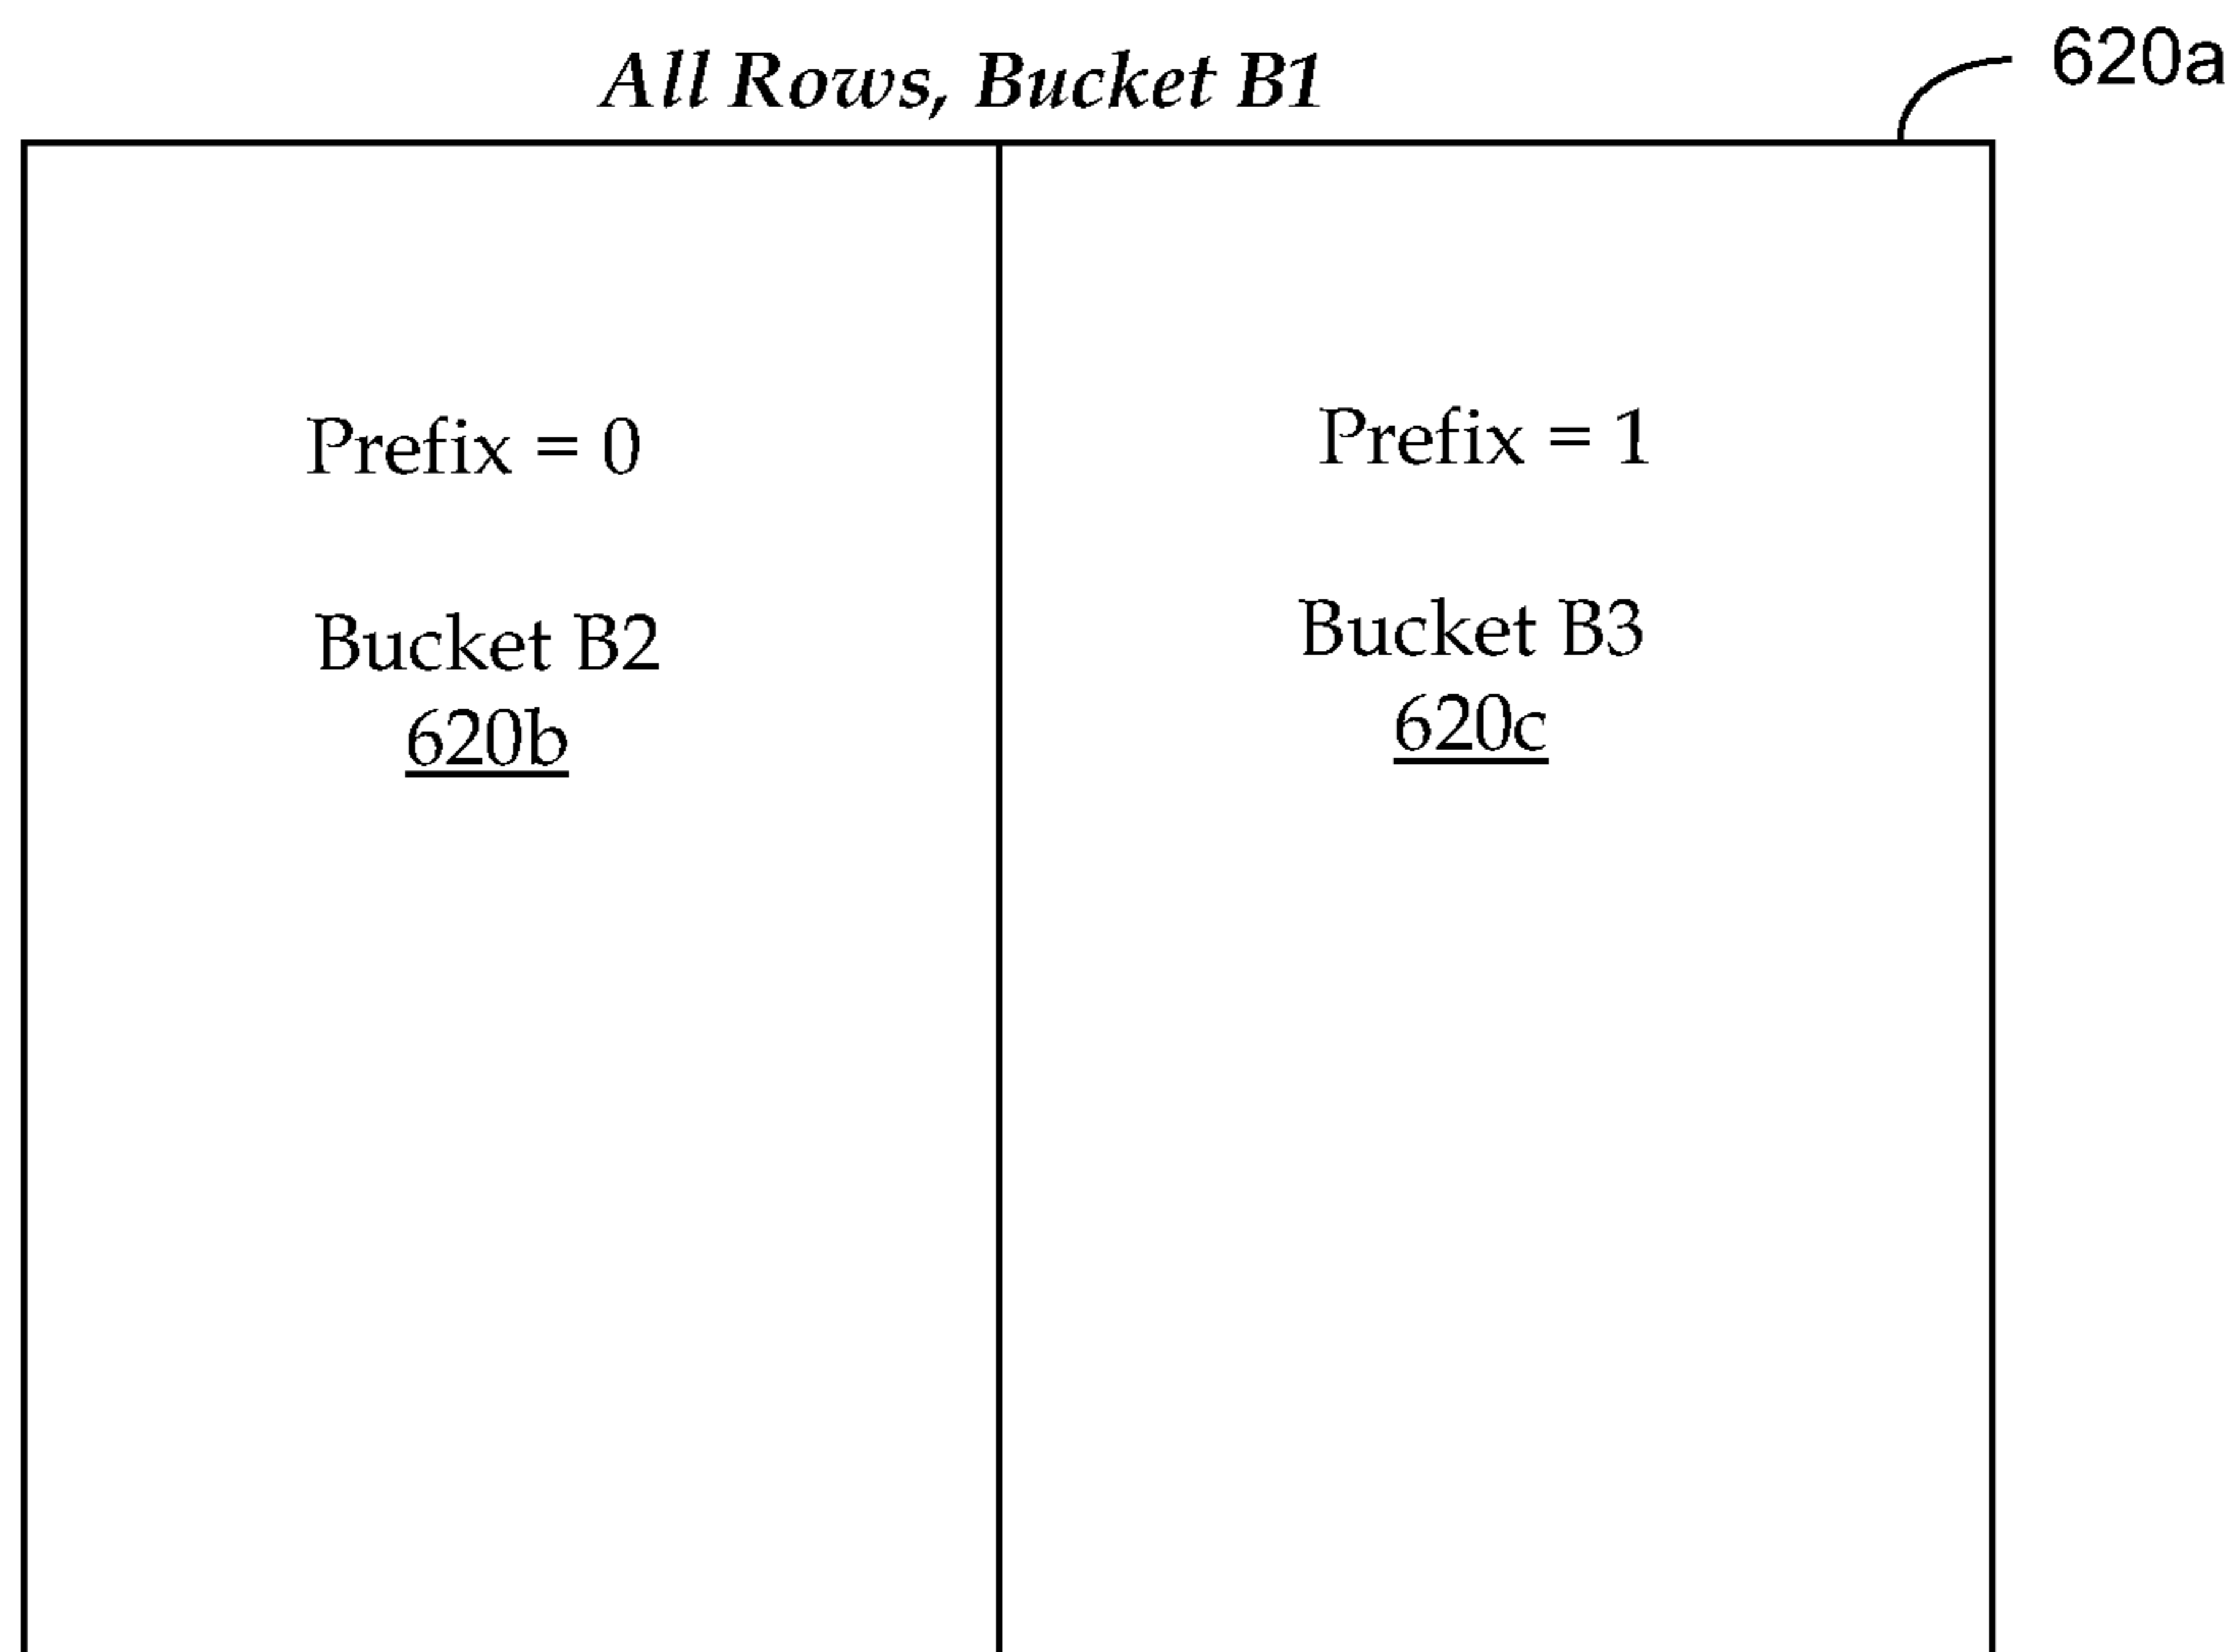 All Rows, Bucket B1
620a
Prefix = 0
Bucket B2
620b
Prefix = 1
Bucket B3
620c